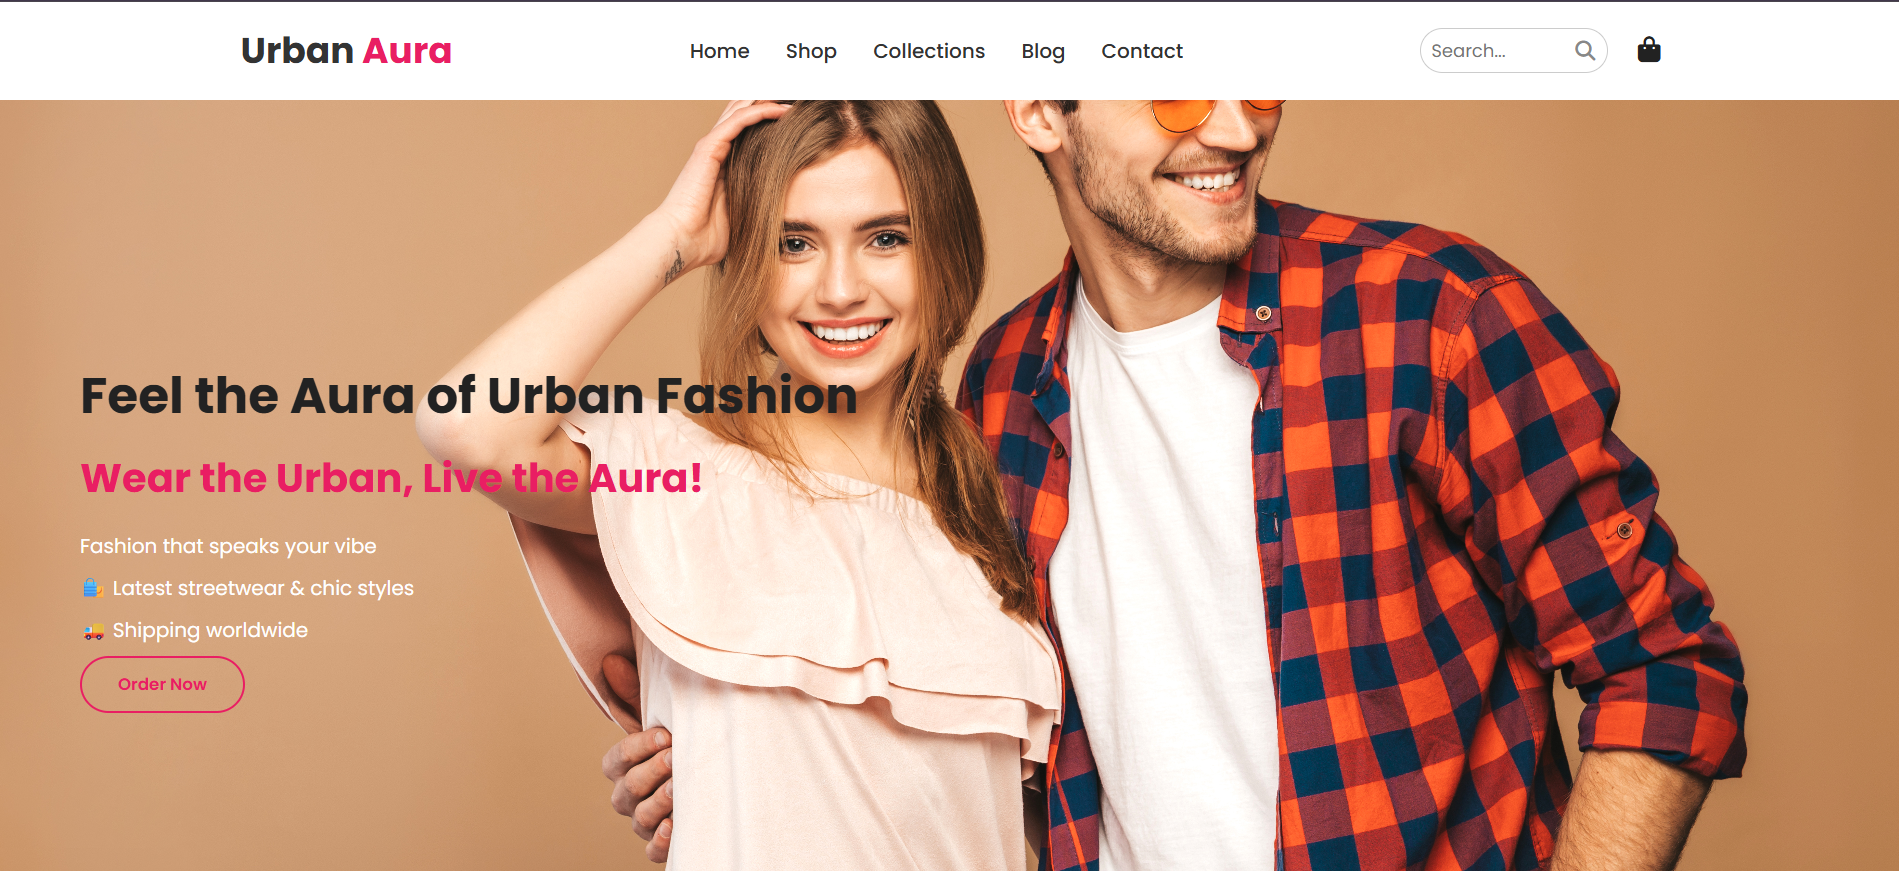 Urban Aura
Home Shop Collections Blog Contact
Search...
Feel the Aura of Urban Fashion
Wear the Urban, Live the Aura!
Fashion that speaks your vibe
🛍️ Latest streetwear & chic styles
🚚 Shipping worldwide
Order Now